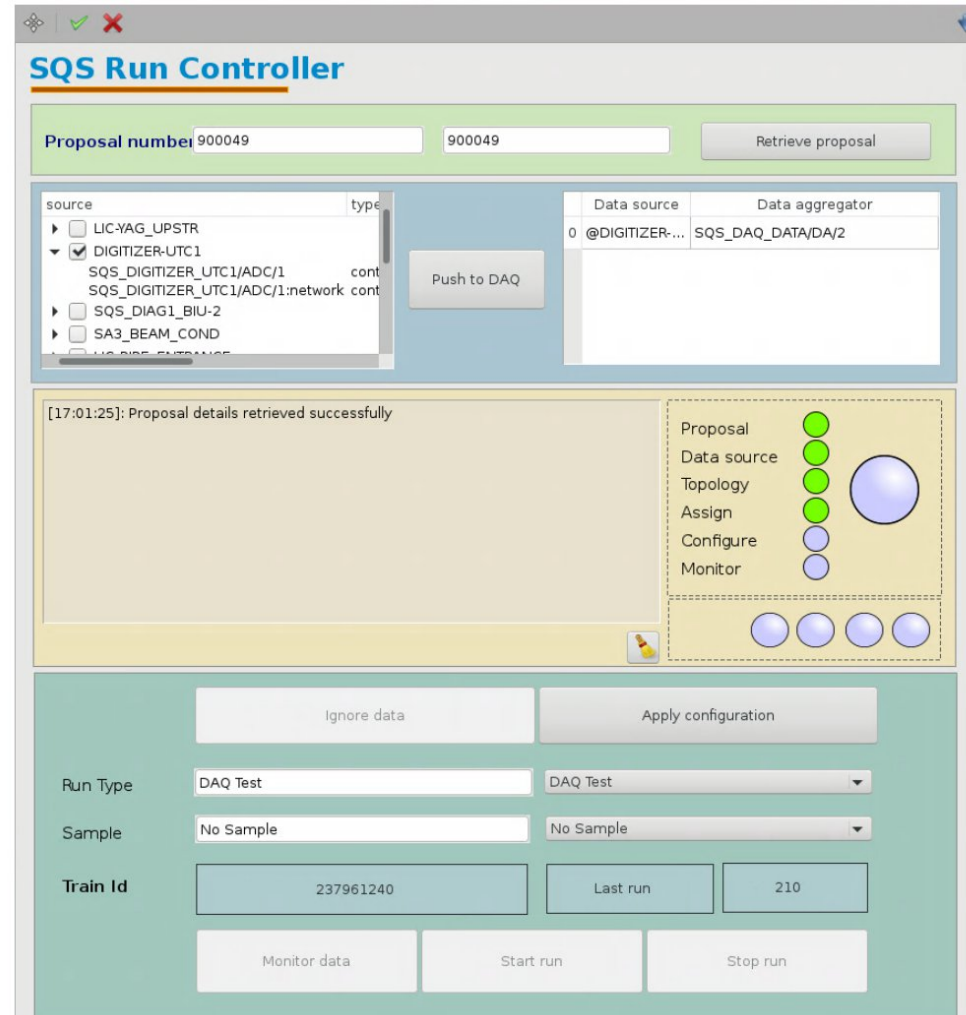 SQS Run Controller
Proposal number 900049 900049 Retrieve proposal
source type
LIC-YAG_UPSTR
DIGITIZER-UTC1
SQS_DIGITIZER_UTC1/ADC/1 cont
SQS_DIGITIZER_UTC1/ADC/1:network cont
SQS_DIAG1_BIU-2
SA3_BEAM_COND
Push to DAQ
Data source Data aggregator
0 @DIGITIZER-... SQS_DAQ_DATA/DA/2
[17:01:25]: Proposal details retrieved successfully
Proposal
Data source
Topology
Assign
Configure
Monitor
Ignore data Apply configuration
Run Type DAQ Test DAQ Test
Sample No Sample No Sample
Train Id 237961240 Last run 210
Monitor data Start run Stop run